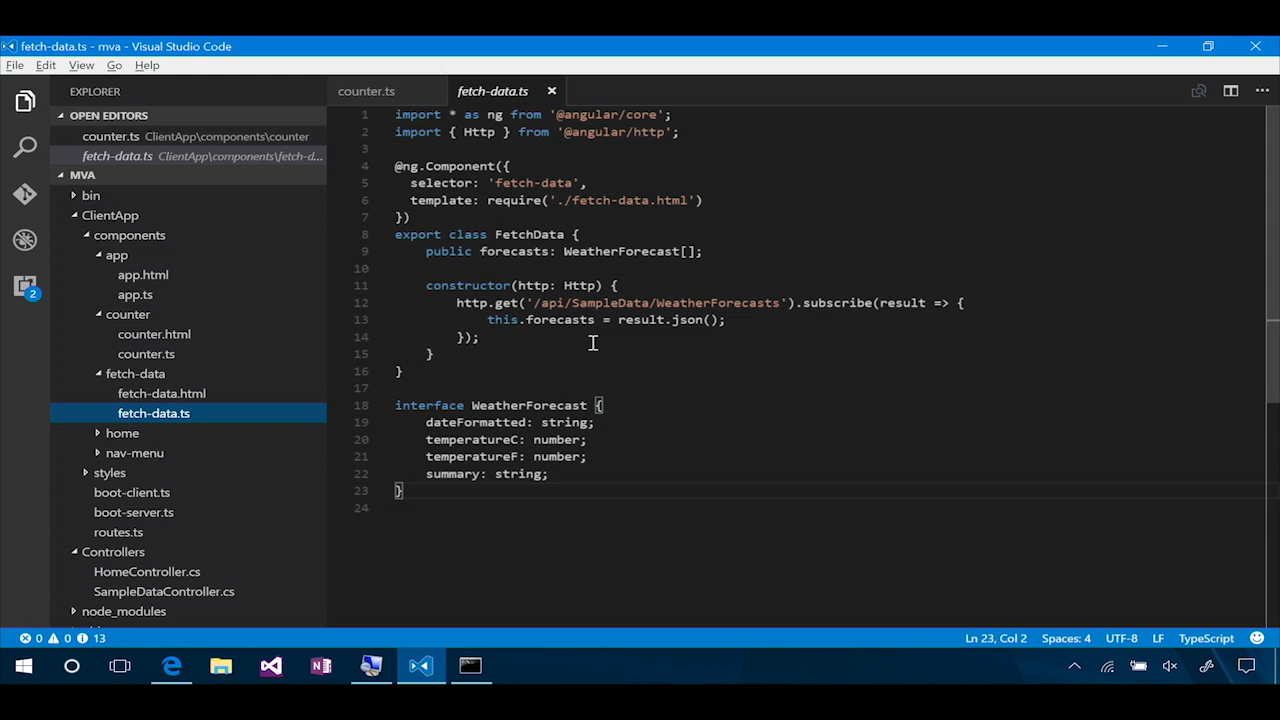 fetch-data.ts - mva - Visual Studio Code
File Edit View Go Help
EXPLORER
OPEN EDITORS
counter.ts ClientApp\components\counter
fetch-data.ts ClientApp\components\fetch-d...
MVA
bin
ClientApp
components
app
app.html
app.ts
counter
counter.html
counter.ts
fetch-data
fetch-data.html
fetch-data.ts
home
nav-menu
styles
boot-client.ts
boot-server.ts
routes.ts
Controllers
HomeController.cs
SampleDataController.cs
node_modules
2
counter.ts fetch-data.ts
1 import * as ng from '@angular/core';
2 import { Http } from '@angular/http';
3
4 @ng.Component({
5   selector: 'fetch-data',
6   template: require('./fetch-data.html')
7 })
8 export class FetchData {
9     public forecasts: WeatherForecast[];
10
11     constructor(http: Http) {
12         http.get('/api/SampleData/WeatherForecasts').subscribe(result => {
13             this.forecasts = result.json();
14         });
15     }
16 }
17
18 interface WeatherForecast {
19     dateFormatted: string;
20     temperatureC: number;
21     temperatureF: number;
22     summary: string;
23 }
24
0 0 13 Ln 23, Col 2 Spaces: 4 UTF-8 LF TypeScript